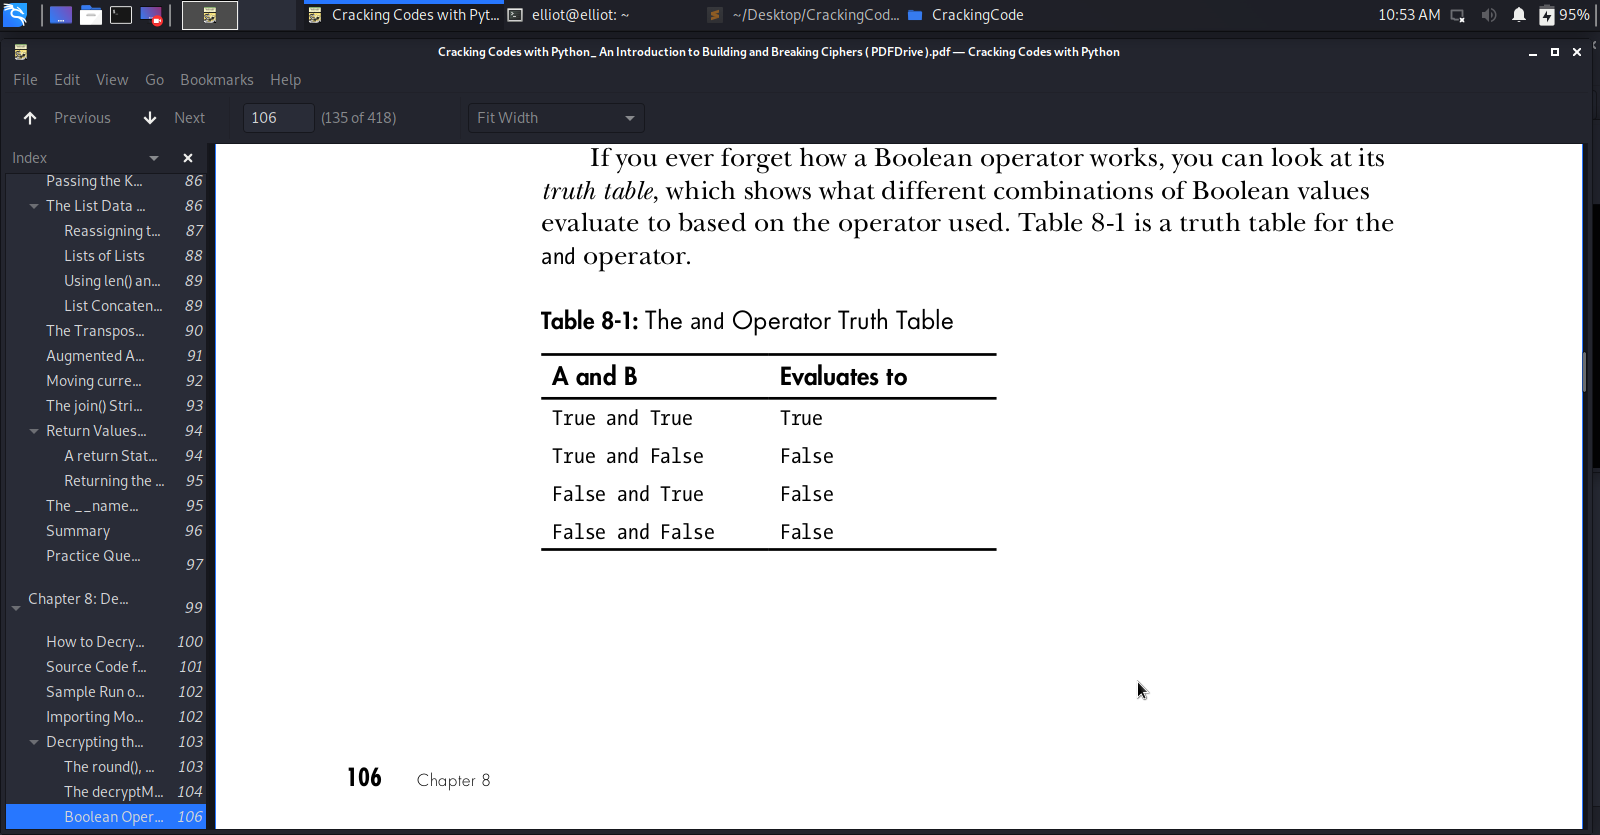 Cracking Codes with Pyt...
elliot@elliot: ~
~/Desktop/CrackingCod...
CrackingCode
10:53 AM
95%
Cracking Codes with Python_ An Introduction to Building and Breaking Ciphers ( PDFDrive ).pdf — Cracking Codes with Python
File Edit View Go Bookmarks Help
Previous Next 106 (135 of 418) Fit Width
Index
Passing the K... 86
The List Data ... 86
Reassigning t... 87
Lists of Lists 88
Using len() an... 89
List Concaten... 89
The Transpos... 90
Augmented A... 91
Moving curre... 92
The join() Stri... 93
Return Values... 94
A return Stat... 94
Returning the ... 95
The __name... 95
Summary 96
Practice Que... 97
Chapter 8: De... 99
How to Decry... 100
Source Code f... 101
Sample Run o... 102
Importing Mo... 102
Decrypting th... 103
The round(), ... 103
The decryptM... 104
Boolean Oper... 106
If you ever forget how a Boolean operator works, you can look at its
truth table, which shows what different combinations of Boolean values
evaluate to based on the operator used. Table 8-1 is a truth table for the
and operator.
Table 8-1: The and Operator Truth Table
A and B Evaluates to
True and True True
True and False False
False and True False
False and False False
106 Chapter 8